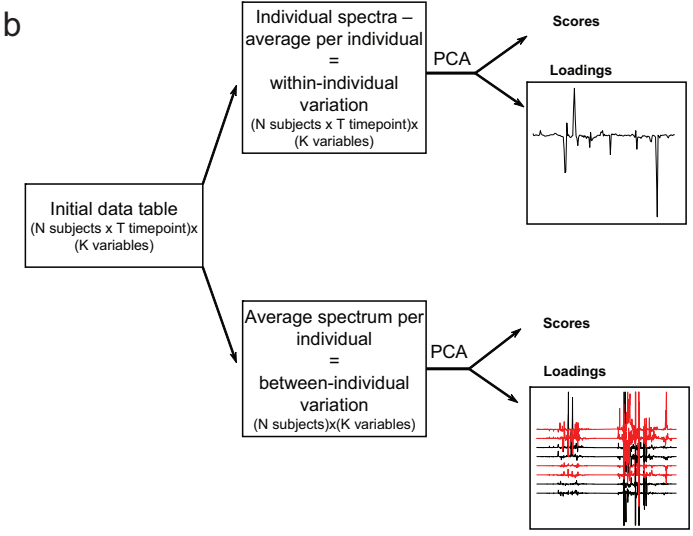 b
Individual spectra –
average per individual
=
within-individual
variation
(N subjects x T timepoint)x
(K variables)
PCA
Scores
Loadings
Initial data table
(N subjects x T timepoint)x
(K variables)
Average spectrum per
individual
=
between-individual
variation
(N subjects)x(K variables)
PCA
Scores
Loadings